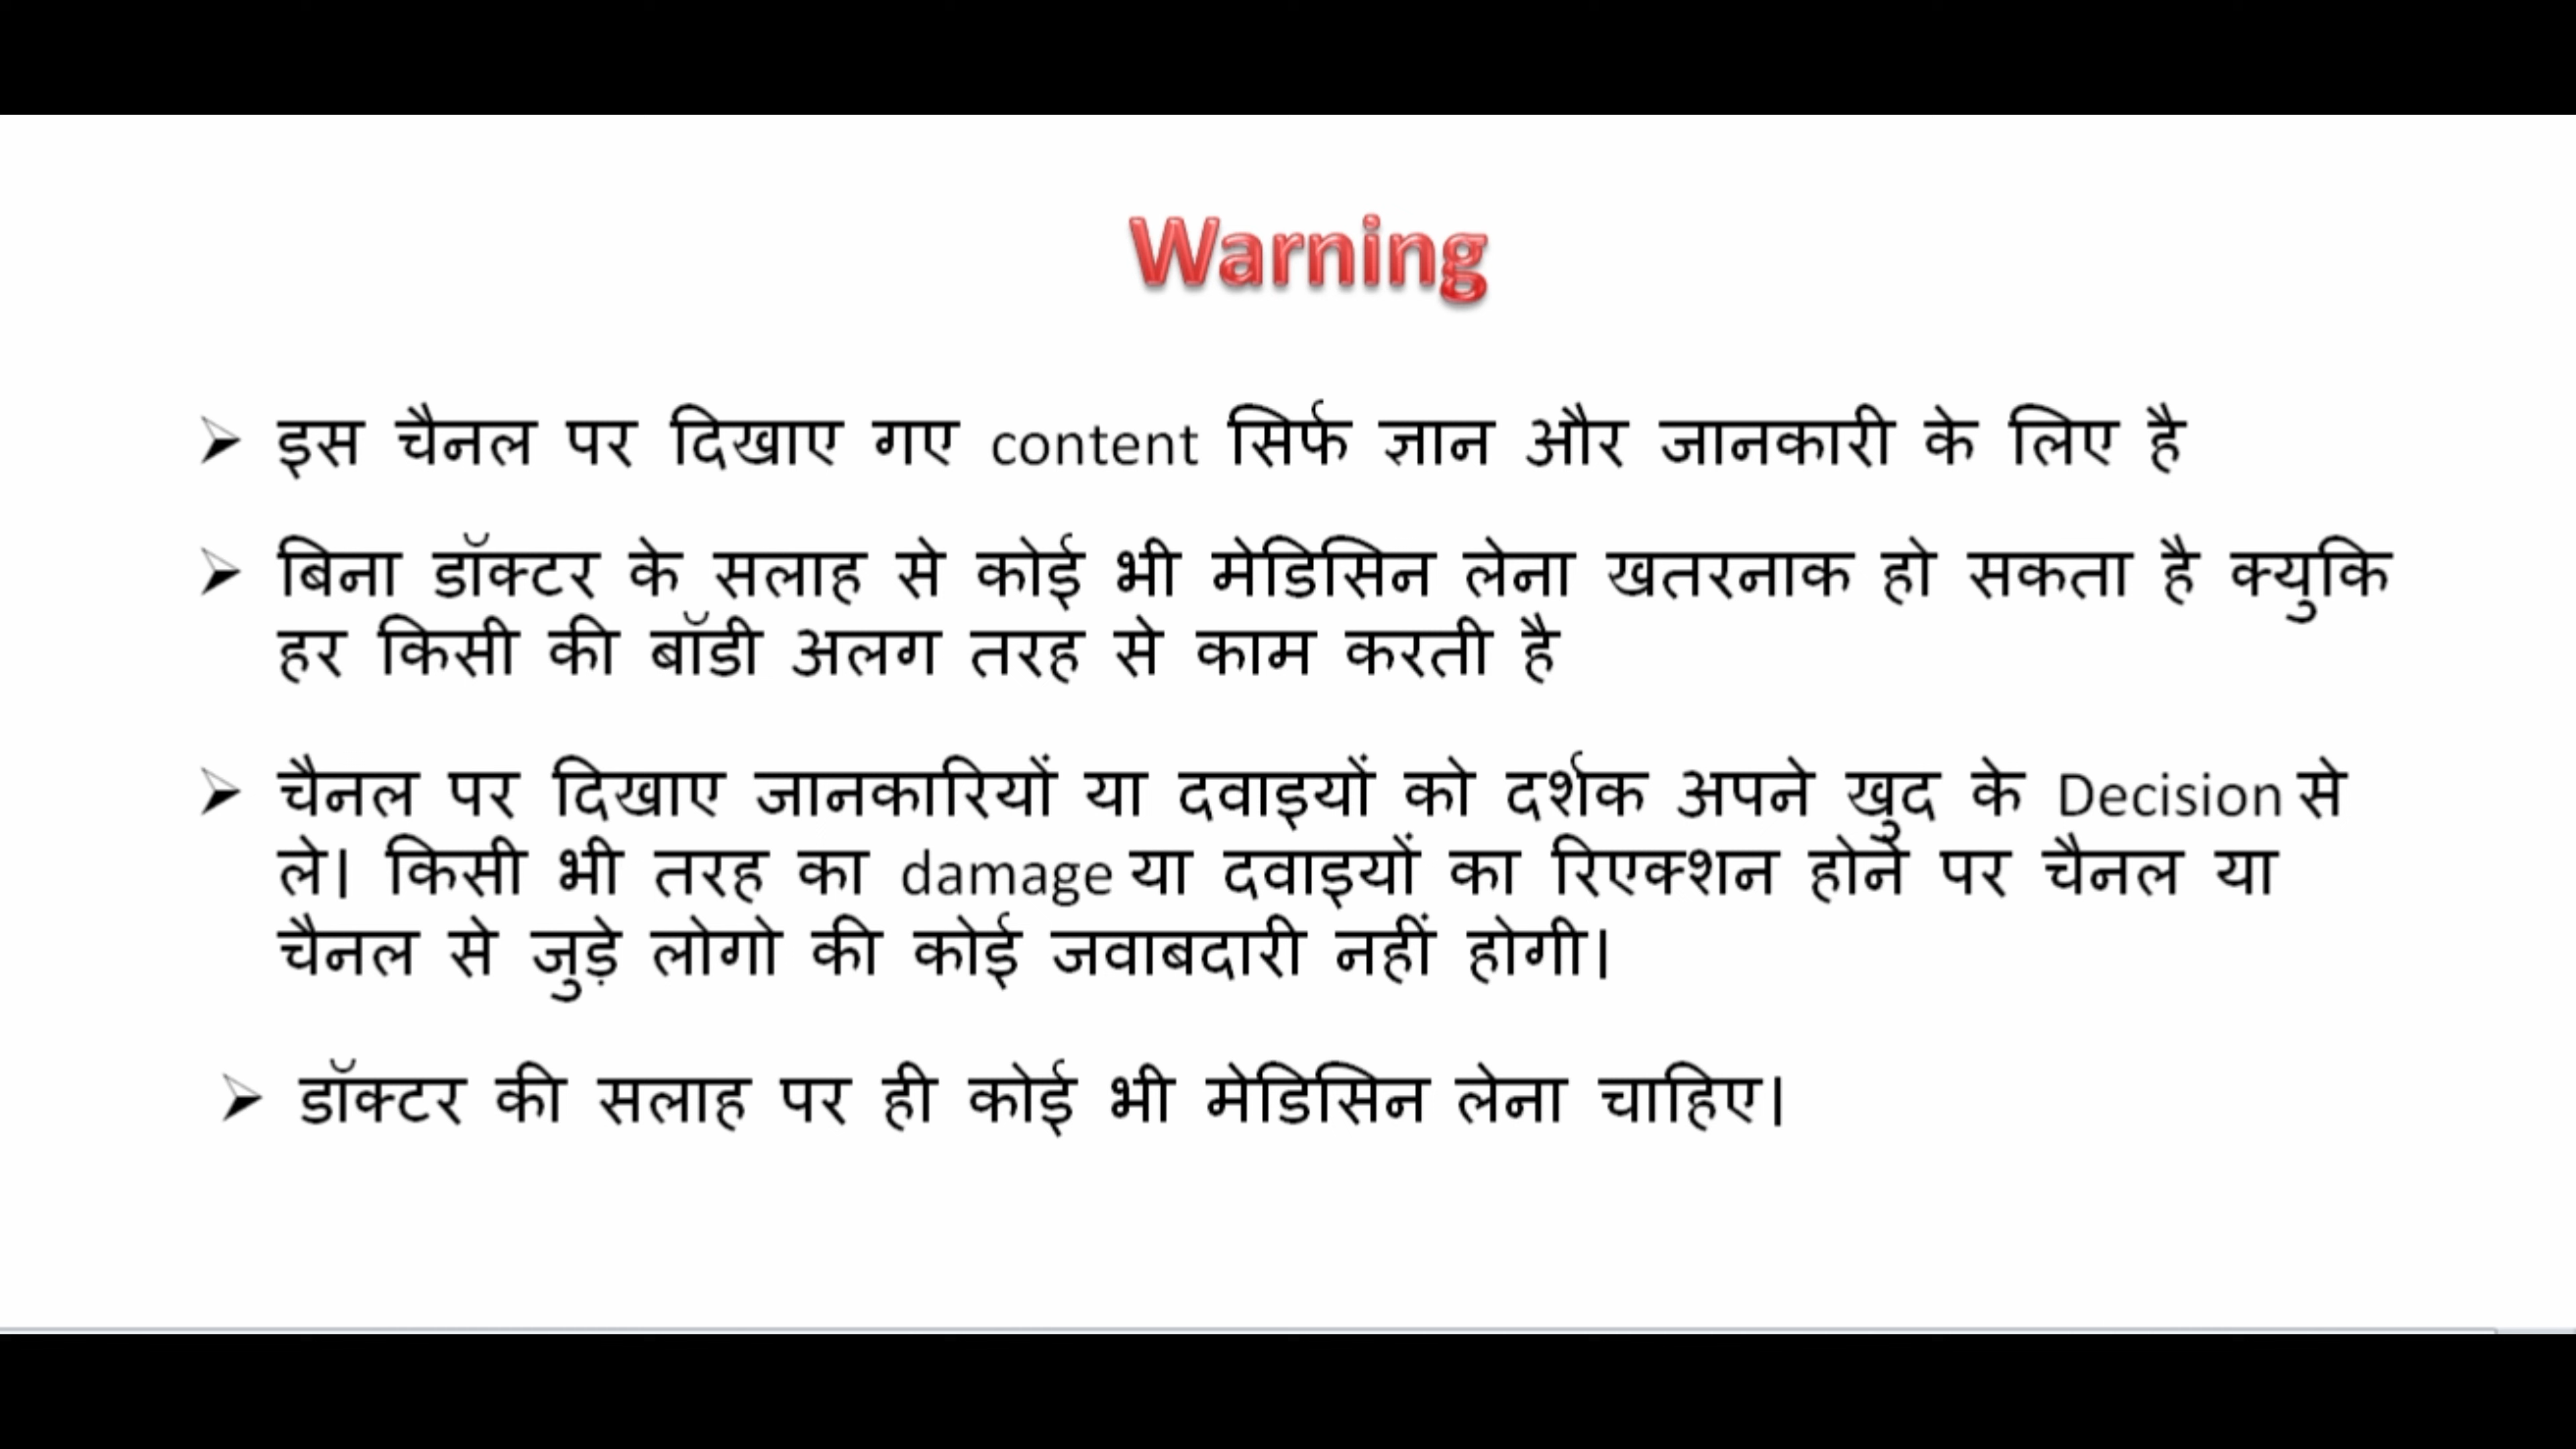 Warning
➢ इस चैनल पर दिखाए गए content सिर्फ ज्ञान और जानकारी के लिए है
➢ बिना डॉक्टर के सलाह से कोई भी मेडिसिन लेना खतरनाक हो सकता है क्युकि
हर किसी की बॉडी अलग तरह से काम करती है
➢ चैनल पर दिखाए जानकारियों या दवाइयों को दर्शक अपने खुद के Decision से
ले। किसी भी तरह का damage या दवाइयों का रिएक्शन होने पर चैनल या
चैनल से जुड़े लोगो की कोई जवाबदारी नहीं होगी।
➢ डॉक्टर की सलाह पर ही कोई भी मेडिसिन लेना चाहिए।